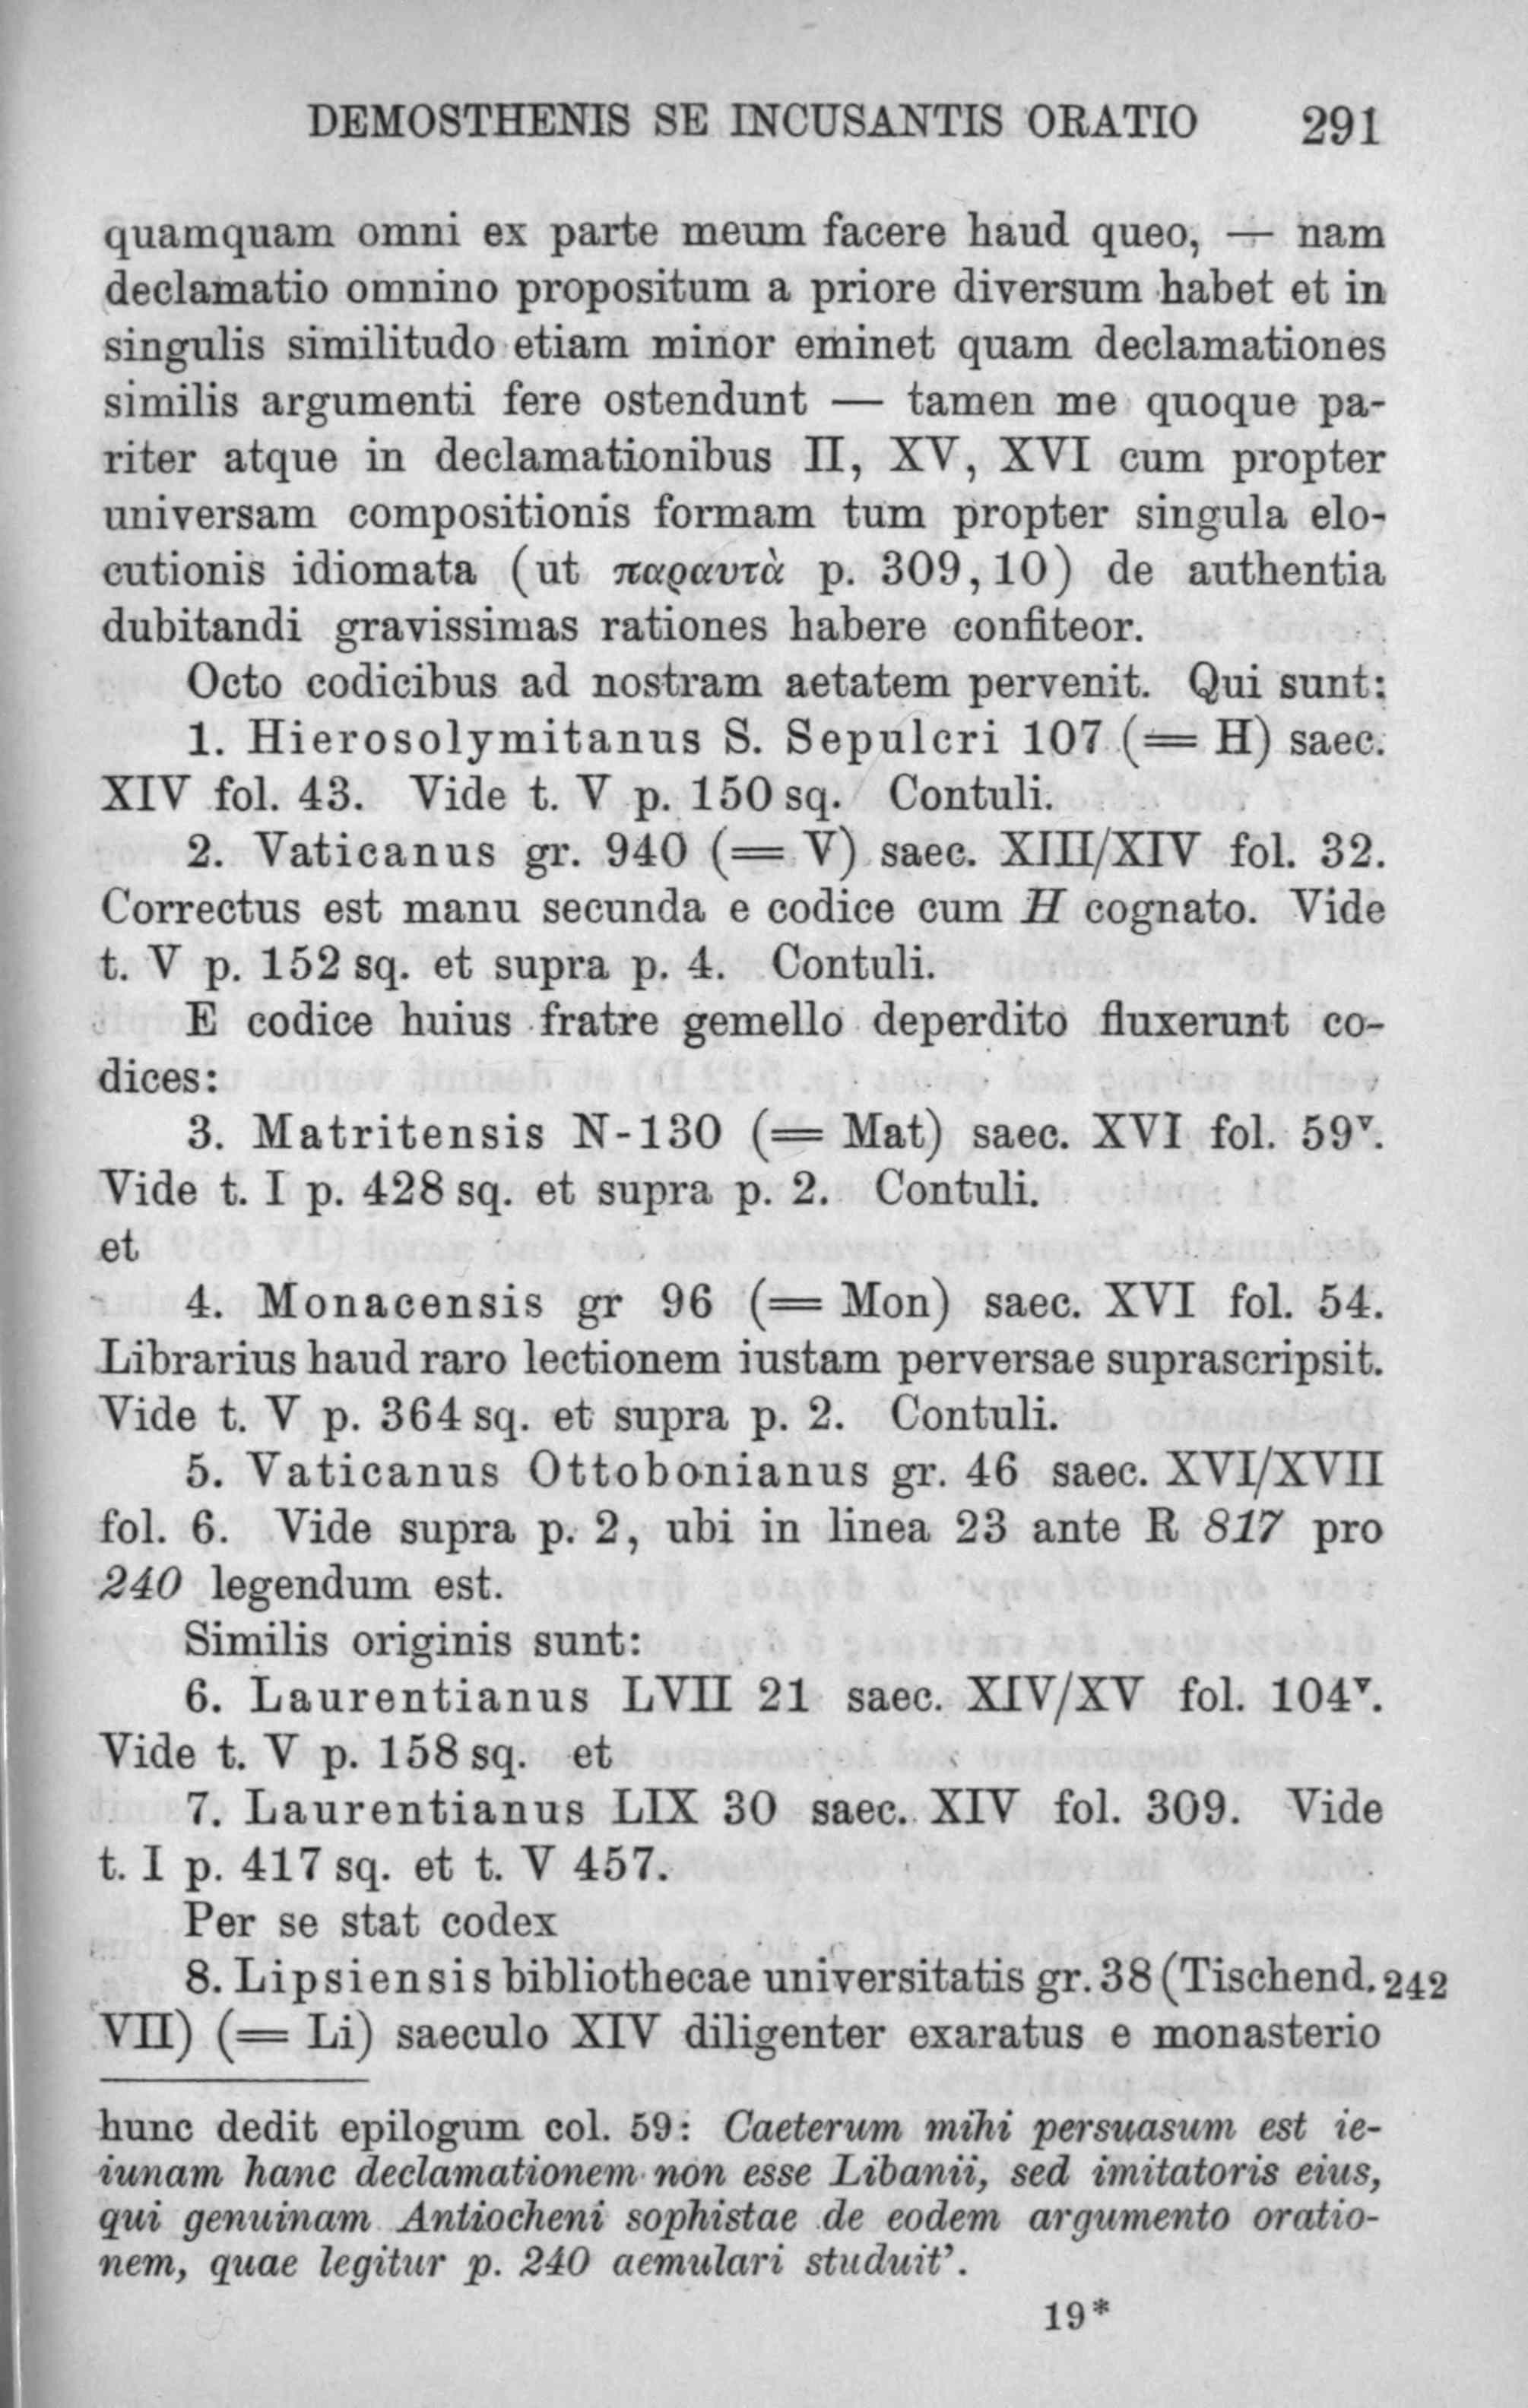 DEMOSTHENIS SE INCUSANTIS ORATIO 291
quamquam omni ex parte meum facere haud queo, — nam
declamatio omnino propositum a priore diversum habet et in
singulis similitudo etiam minor eminet quam declamationes
similis argumenti fere ostendunt — tamen me quoque pa-
riter atque in declamationibus II, XV, XVI cum propter
universam compositionis formam tum propter singula elo-
cutionis idiomata (ut παραυτὰ p. 309,10) de authentia
dubitandi gravissimas rationes habere confiteor.
Octo codicibus ad nostram aetatem pervenit. Qui sunt:
1. Hierosolymitanus S. Sepulcri 107 (= H) saec.
XIV fol. 43. Vide t. V p. 150 sq. Contuli.
2. Vaticanus gr. 940 (= V) saec. XIII/XIV fol. 32.
Correctus est manu secunda e codice cum H cognato. Vide
t. V p. 152 sq. et supra p. 4. Contuli.
E codice huius fratre gemello deperdito fluxerunt co-
dices:
3. Matritensis N-130 (= Mat) saec. XVI fol. 59ᵛ.
Vide t. I p. 428 sq. et supra p. 2. Contuli.
et
4. Monacensis gr 96 (= Mon) saec. XVI fol. 54.
Librarius haud raro lectionem iustam perversae suprascripsit.
Vide t. V p. 364 sq. et supra p. 2. Contuli.
5. Vaticanus Ottobonianus gr. 46 saec. XVI/XVII
fol. 6. Vide supra p. 2, ubi in linea 23 ante R 817 pro
240 legendum est.
Similis originis sunt:
6. Laurentianus LVII 21 saec. XIV/XV fol. 104ᵛ.
Vide t. V p. 158 sq. et
7. Laurentianus LIX 30 saec. XIV fol. 309. Vide
t. I p. 417 sq. et t. V 457.
Per se stat codex
8. Lipsiensis bibliothecae universitatis gr. 38 (Tischend. 242
VII) (= Li) saeculo XIV diligenter exaratus e monasterio
hunc dedit epilogum col. 59: Caeterum mihi persuasum est ie-
iunam hanc declamationem non esse Libanii, sed imitatoris eius,
qui genuinam Antiocheni sophistae de eodem argumento oratio-
nem, quae legitur p. 240 aemulari studuit’.
19*